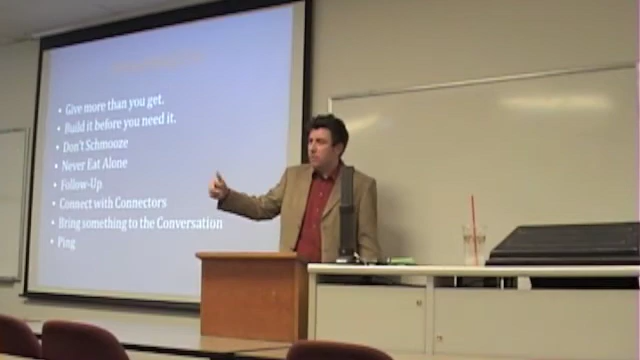 • Give more than you get.
• Build it before you need it.
• Don't Schmooze
• Never Eat Alone
• Follow-Up
• Connect with Connectors
• Bring something to the Conversation
• Ping